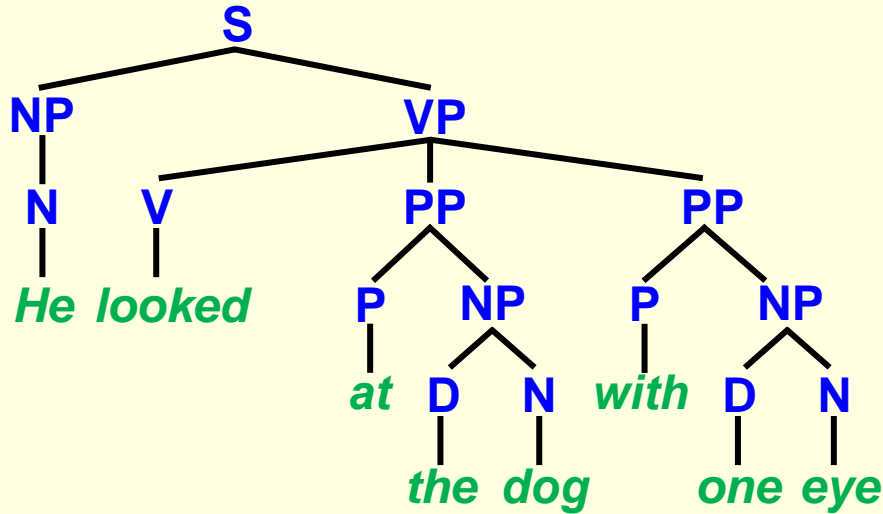 S
NP VP
N V PP PP
He looked P NP P NP
at D N with D N
the dog one eye